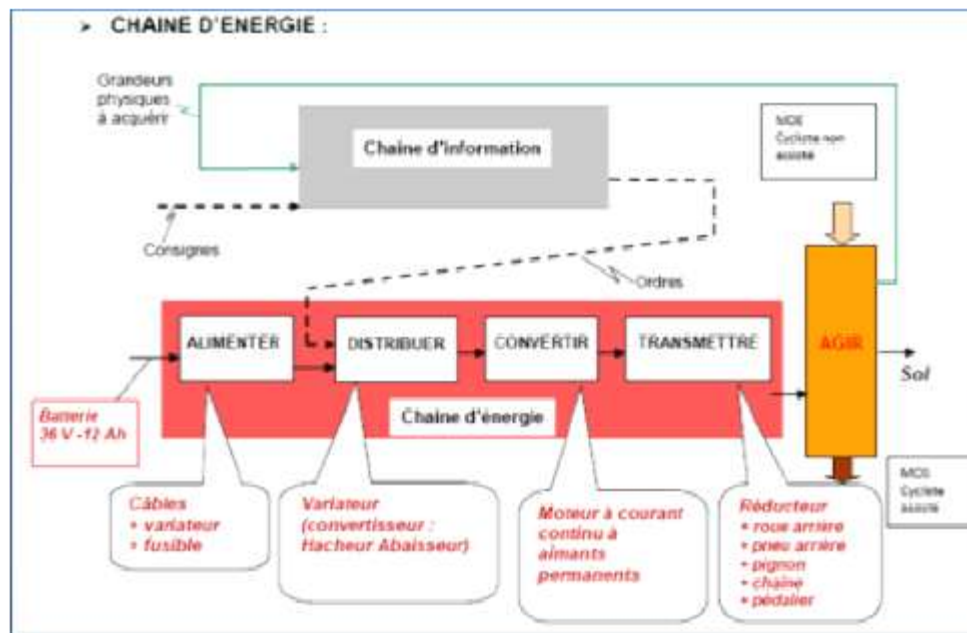 ➢ CHAINE D'ENERGIE :
Grandeurs
physiques
à acquérir
Chaîne d'information
MOE
Cycliste non
assisté
Consignes
Ordres
ALIMENTER
DISTRIBUER
CONVERTIR
TRANSMETTRE
AGIR
Sol
Batterie
36 V -12 Ah
Chaîne d'énergie
MOS
Cycliste
assisté
Câbles
+ variateur
+ fusible
Variateur
(convertisseur :
Hacheur Abaisseur)
Moteur à courant
continu à
aimants
permanents
Réducteur
+ roue arrière
+ pneu arrière
+ pignon
+ chaîne
+ pédalier